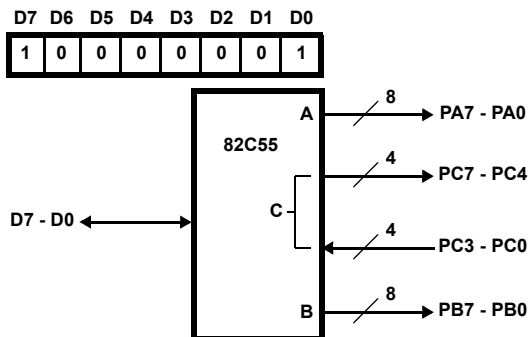 D7 D6 D5 D4 D3 D2 D1 D0
1 0 0 0 0 0 0 1
A 8 PA7 - PA0
82C55
4 PC7 - PC4
C
D7 - D0
4 PC3 - PC0
B 8 PB7 - PB0